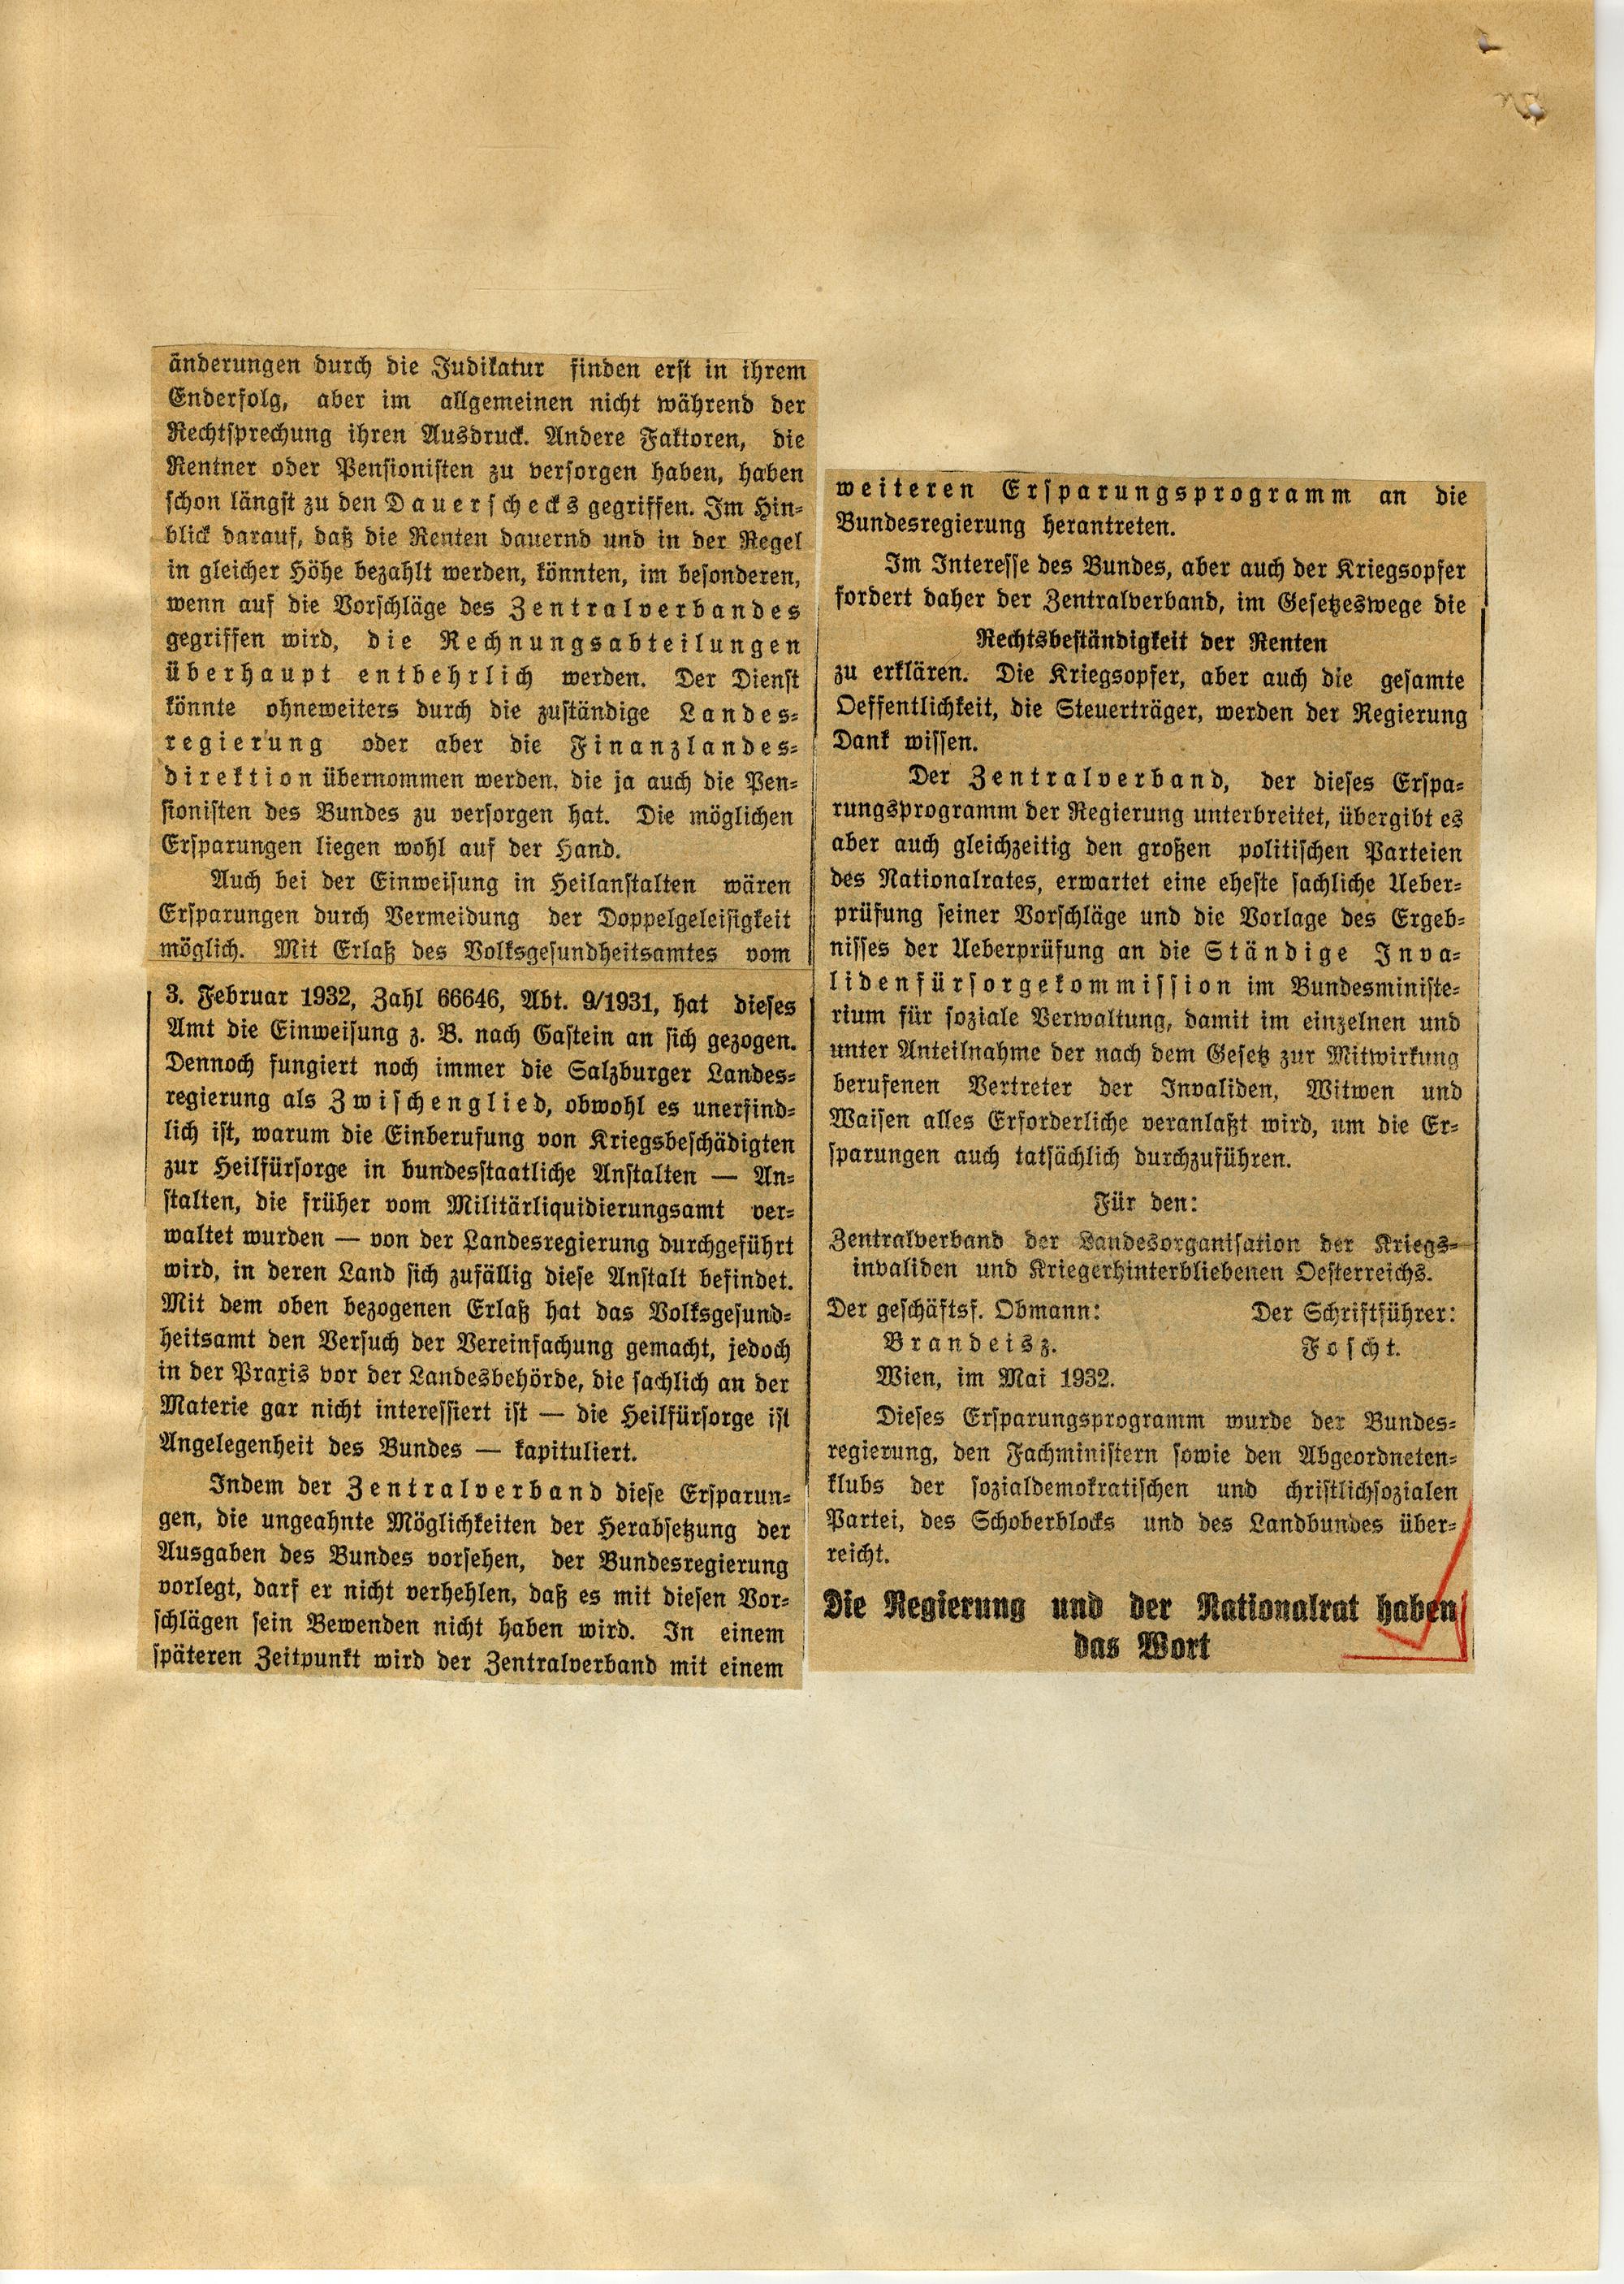 änderungen durch die Judikatur finden erst in ihrem
Enderfolg, aber im allgemeinen nicht während der
Rechtsprechung ihren Ausdruck. Andere Faktoren, die
Rentner oder Pensionisten zu versorgen haben, haben
schon längst zu den Dauerschecks gegriffen. Im Hin-
blick darauf, daß die Renten dauernd und in der Regel
in gleicher Höhe bezahlt werden, könnten, im besonderen,
wenn auf die Vorschläge des Zentralverbandes
gegriffen wird, die Rechnungsabteilungen
überhaupt entbehrlich werden. Der Dienst
könnte ohneweiters durch die zuständige Landes-
regierung oder aber die Finanzlandes-
direktion übernommen werden, die ja auch die Pen-
sionisten des Bundes zu versorgen hat. Die möglichen
Ersparungen liegen wohl auf der Hand.
Auch bei der Einweisung in Heilanstalten wären
Ersparungen durch Vermeidung der Doppelgeleisigkeit
möglich. Mit Erlaß des Volksgesundheitsamtes vom
3. Februar 1932, Zahl 66646, Abt. 9/1931, hat dieses
Amt die Einweisung z. B. nach Gastein an sich gezogen.
Dennoch fungiert noch immer die Salzburger Landes-
regierung als Zwischenglied, obwohl es unerfind-
lich ist, warum die Einberufung von Kriegsbeschädigten
zur Heilfürsorge in bundesstaatliche Anstalten — An-
stalten, die früher vom Militärliquidierungsamt ver-
waltet wurden — von der Landesregierung durchgeführt
wird, in deren Land sich zufällig diese Anstalt befindet.
Mit dem oben bezogenen Erlaß hat das Volksgesund-
heitsamt den Versuch der Vereinfachung gemacht, jedoch
in der Praxis vor der Landesbehörde, die sachlich an der
Materie gar nicht interessiert ist — die Heilfürsorge ist
Angelegenheit des Bundes — kapituliert.
Indem der Zentralverband diese Ersparun-
gen, die ungeahnte Möglichkeiten der Herabsetzung der
Ausgaben des Bundes vorsehen, der Bundesregierung
vorlegt, darf er nicht verhehlen, daß es mit diesen Vor-
schlägen sein Bewenden nicht haben wird. In einem
späteren Zeitpunkt wird der Zentralverband mit einem
weiteren Ersparungsprogramm an die
Bundesregierung herantreten.
Im Interesse des Bundes, aber auch der Kriegsopfer
fordert daher der Zentralverband, im Gesetzeswege die
Rechtsbeständigkeit der Renten
zu erklären. Die Kriegsopfer, aber auch die gesamte
Oeffentlichkeit, die Steuerträger, werden der Regierung
Dank wissen.
Der Zentralverband, der dieses Erspa-
rungsprogramm der Regierung unterbreitet, übergibt es
aber auch gleichzeitig den großen politischen Parteien
des Nationalrates, erwartet eine eheste sachliche Ueber-
prüfung seiner Vorschläge und die Vorlage des Ergeb-
nisses der Ueberprüfung an die Ständige Inva-
lidenfürsorgekommission im Bundesministe-
rium für soziale Verwaltung, damit im einzelnen und
unter Anteilnahme der nach dem Gesetz zur Mitwirkung
berufenen Vertreter der Invaliden, Witwen und
Waisen alles Erforderliche veranlaßt wird, um die Er-
sparungen auch tatsächlich durchzuführen.
Für den:
Zentralverband der Landesorganisation der Kriegs-
invaliden und Kriegerhinterbliebenen Oesterreichs.
Der geschäftsf. Obmann: Der Schriftführer:
Brandeisz. Foscht.
Wien, im Mai 1932.
Dieses Ersparungsprogramm wurde der Bundes-
regierung, den Fachministern sowie den Abgeordneten-
klubs der sozialdemokratischen und christlichsozialen
Partei, des Schoberblocks und des Landbundes über-
reicht.
Die Regierung und der Nationalrat haben
das Wort